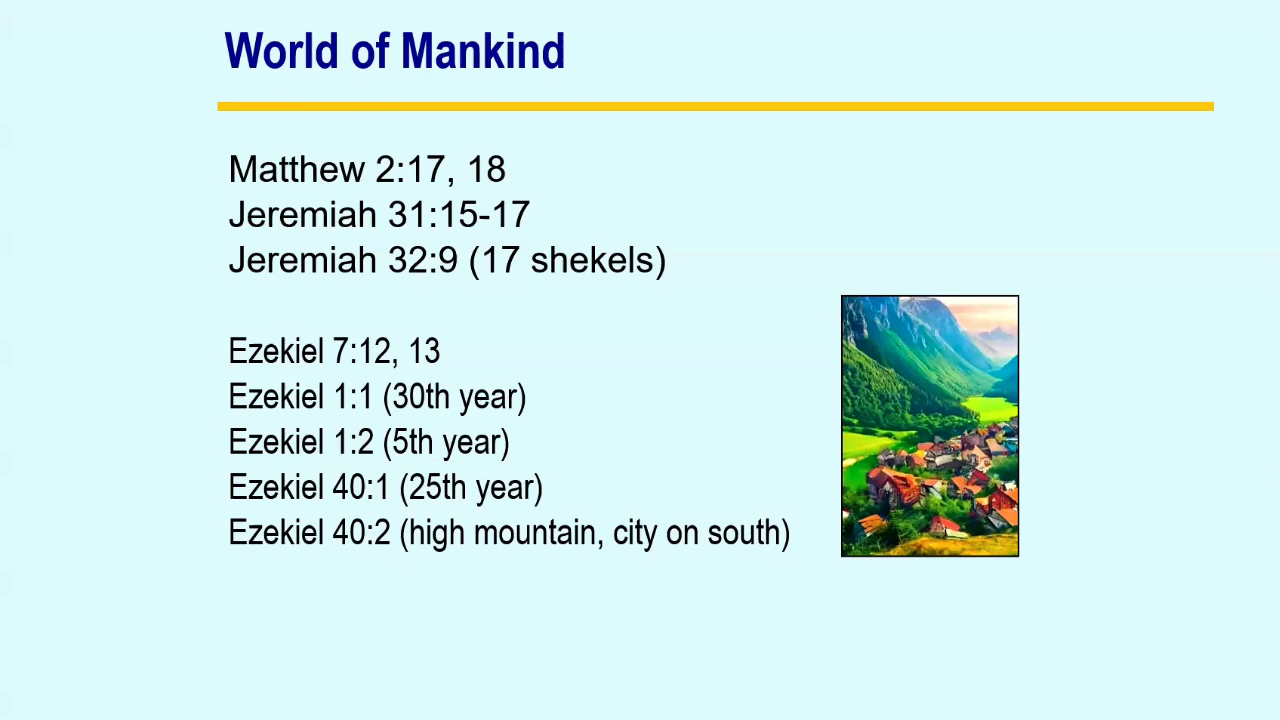 World of Mankind
Matthew 2:17, 18
Jeremiah 31:15-17
Jeremiah 32:9 (17 shekels)
Ezekiel 7:12, 13
Ezekiel 1:1 (30th year)
Ezekiel 1:2 (5th year)
Ezekiel 40:1 (25th year)
Ezekiel 40:2 (high mountain, city on south)